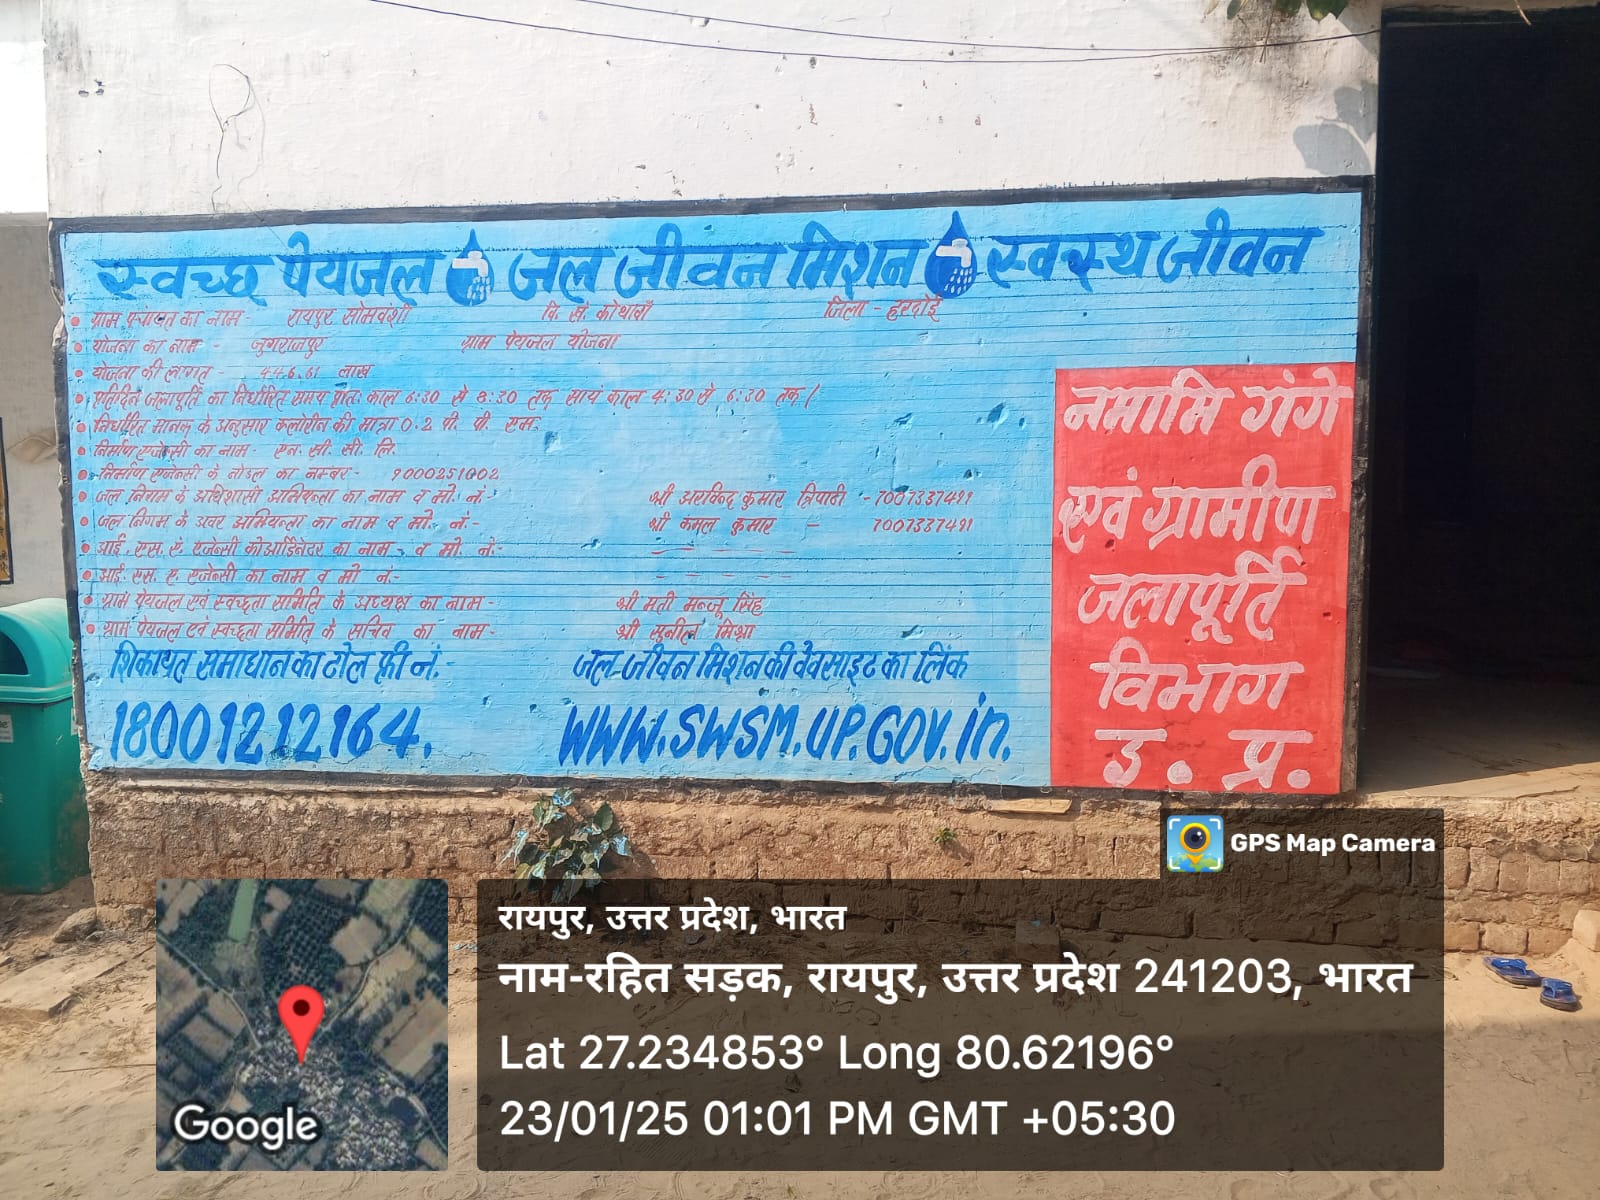 स्वच्छ पेयजल जल जीवन मिशन स्वस्थ जीवन
ग्राम पंचायत का नाम- रायपुर सोमवंशी वि. खं. कोथावाँ जिला - हरदोई
योजना का नाम - जुगराजपुर ग्राम पेयजल योजना
योजना की लागत - 446.61 लाख
प्रतिदिन जलापूर्ति का निर्धारित समय प्रातः काल 6:30 से 8:30 तक सायं काल 4:30 से 6:30 तक।
निर्धारित मानक के अनुसार क्लोरीन की मात्रा 0.2 पी. पी. एम.
निर्माण एजेन्सी का नाम- एन. सी. सी. लि.
निर्माण एजेन्सी के नोडल का नम्बर- 9000251002
जल निगम के अधिशासी अभियन्ता का नाम व मो. नं.- श्री अरविन्द कुमार त्रिपाठी -
जल निगम के अवर अभियन्ता का नाम व मो. नं.- श्री कमल कुमार -
आई. एस. ए. एजेन्सी कोआर्डिनेटर का नाम व मो. नं.-
आई. एस. ए. एजेन्सी का नाम व मो नं.-
ग्राम पेयजल एवं स्वच्छता समिति के अध्यक्ष का नाम- श्री मती मन्जू सिंह
ग्राम पेयजल एवं स्वच्छता समिति के सचिव का नाम- श्री सुनील मिश्रा
शिकायत समाधान का टोल फ्री नं.- जल जीवन मिशन की वेवसाइट का लिंक
18001212164. WWW.SWSM.UP.GOV.in.
नमामि गंगे
एवं ग्रामीण
जलापूर्ति
विभाग
उ. प्र.
GPS Map Camera
रायपुर, उत्तर प्रदेश, भारत
नाम-रहित सड़क, रायपुर, उत्तर प्रदेश 241203, भारत
Lat 27.234853° Long 80.62196°
23/01/25 01:01 PM GMT +05:30
Google